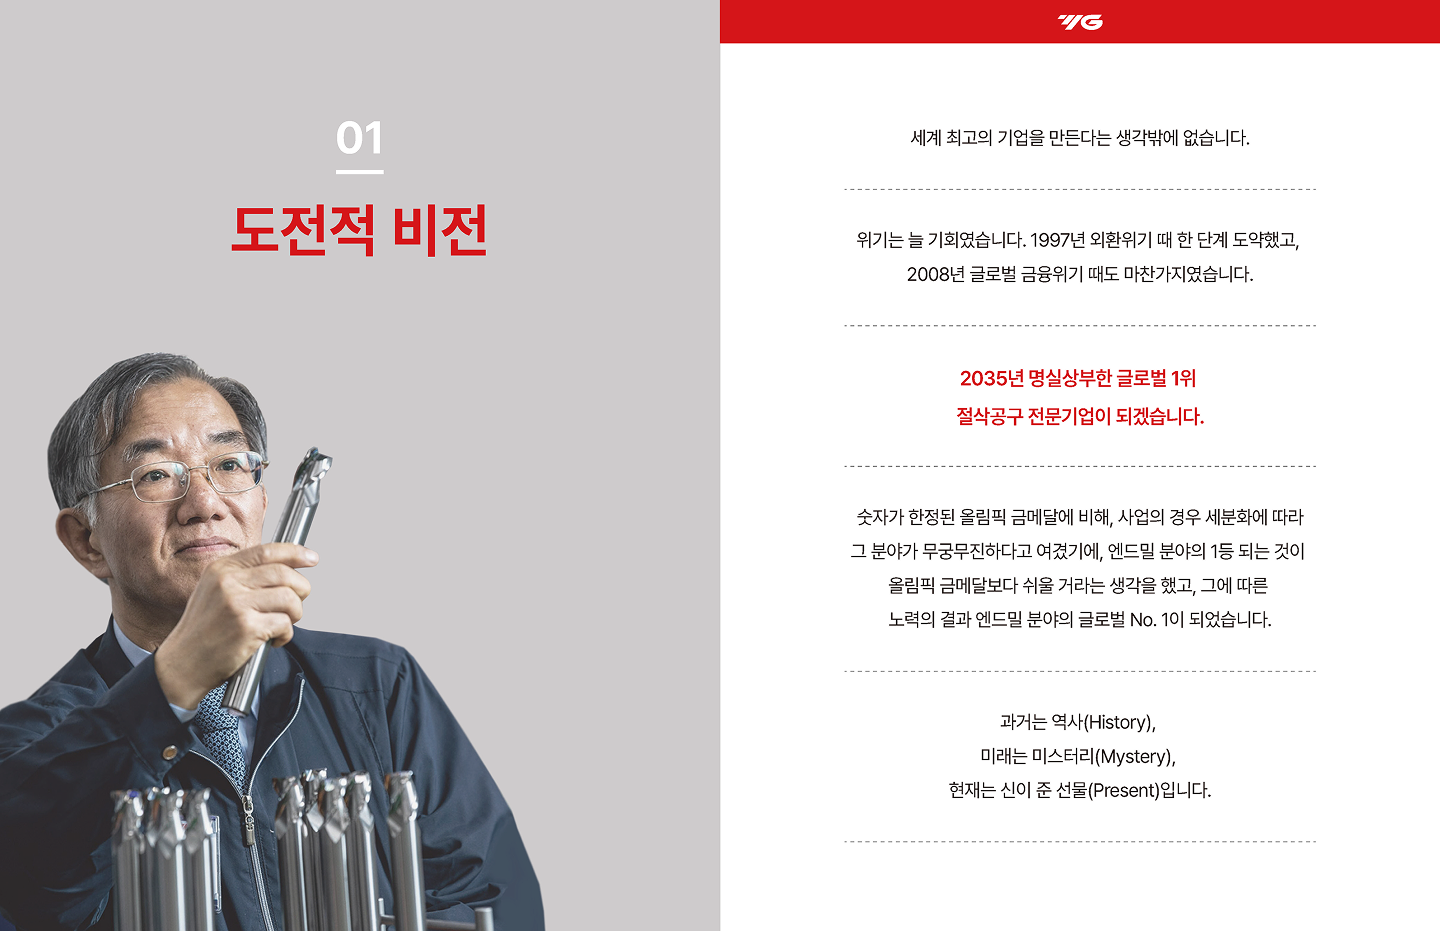 01
도전적 비전
YG
세계 최고의 기업을 만든다는 생각밖에 없습니다.
위기는 늘 기회였습니다. 1997년 외환위기 때 한 단계 도약했고,
2008년 글로벌 금융위기 때도 마찬가지였습니다.
2035년 명실상부한 글로벌 1위
절삭공구 전문기업이 되겠습니다.
숫자가 한정된 올림픽 금메달에 비해, 사업의 경우 세분화에 따라
그 분야가 무궁무진하다고 여겼기에, 엔드밀 분야의 1등 되는 것이
올림픽 금메달보다 쉬울 거라는 생각을 했고, 그에 따른
노력의 결과 엔드밀 분야의 글로벌 No. 1이 되었습니다.
과거는 역사(History),
미래는 미스터리(Mystery),
현재는 신이 준 선물(Present)입니다.